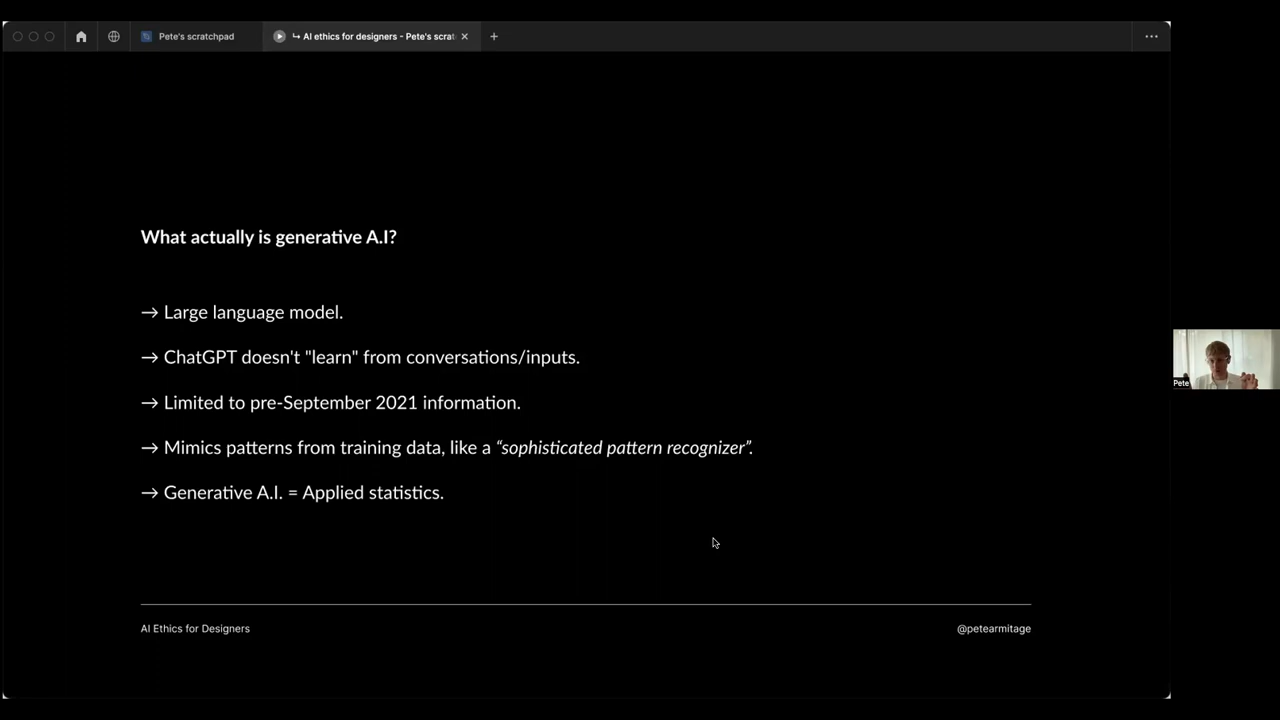 Pete's scratchpad
↪ AI ethics for designers - Pete's scrat
What actually is generative A.I?
→ Large language model.
→ ChatGPT doesn't "learn" from conversations/inputs.
→ Limited to pre-September 2021 information.
→ Mimics patterns from training data, like a “sophisticated pattern recognizer”.
→ Generative A.I. = Applied statistics.
AI Ethics for Designers
@petearmitage
Pete